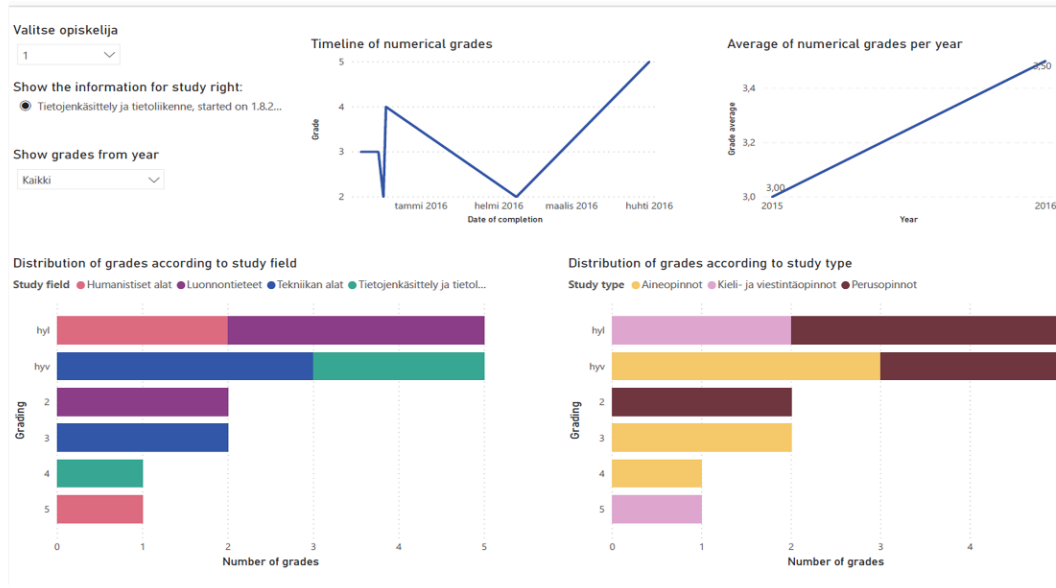 Valitse opiskelija
1
Show the information for study right:
Tietojenkäsittely ja tietoliikenne, started on 1.8.2...
Show grades from year
Kaikki
Timeline of numerical grades
Grade
5
4
3
2
tammi 2016 helmi 2016 maalis 2016 huhti 2016
Date of completion
Average of numerical grades per year
Grade average
3,4
3,2
3,0
3,00
3,50
2015 2016
Year
Distribution of grades according to study field
Study field Humanistiset alat Luonnontieteet Tekniikan alat Tietojenkäsittely ja tietol...
Grading
hyl
hyv
2
3
4
5
0 1 2 3 4 5
Number of grades
Distribution of grades according to study type
Study type Aineopinnot Kieli- ja viestintäopinnot Perusopinnot
Grading
hyl
hyv
2
3
4
5
0 1 2 3 4
Number of grades